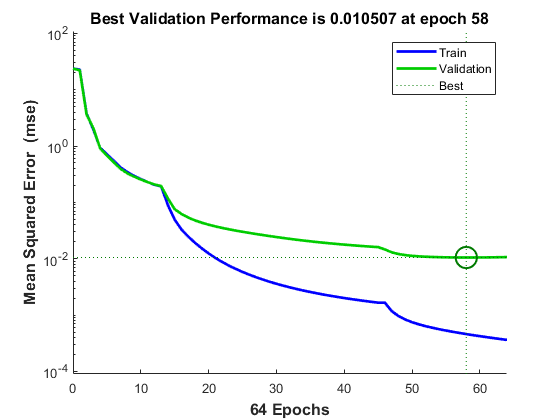 Best Validation Performance is 0.010507 at epoch 58
Mean Squared Error (mse)
10^2
10^0
10^-2
10^-4
Train
Validation
Best
0 10 20 30 40 50 60
64 Epochs